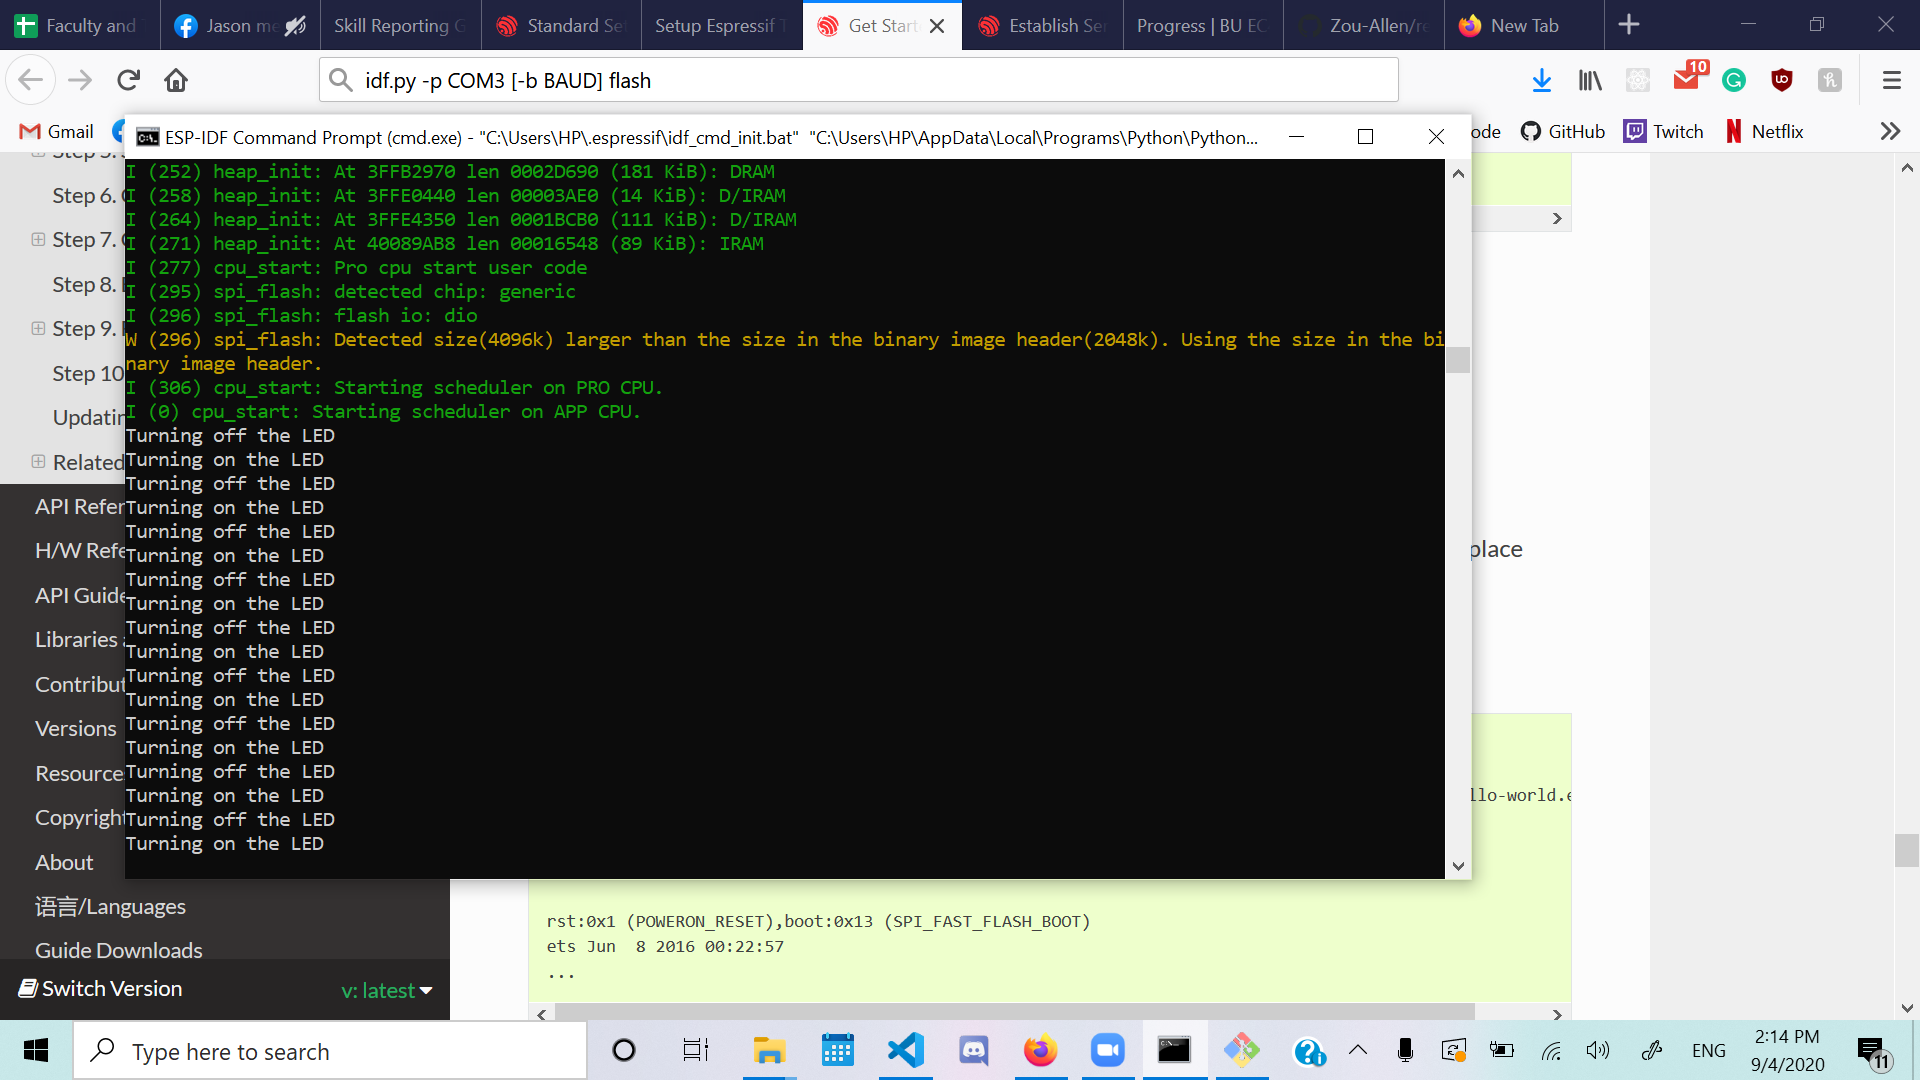 Faculty and
Jason me
Skill Reporting G
Standard Se
Setup Espressif T
Get Start
Establish Se
Progress | BU EC
Zou-Allen/re
New Tab
idf.py -p COM3 [-b BAUD] flash
10
Gmail
ode
GitHub
Twitch
Netflix
ESP-IDF Command Prompt (cmd.exe) - "C:\Users\HP\.espressif\idf_cmd_init.bat"  "C:\Users\HP\AppData\Local\Programs\Python\Python...
I (252) heap_init: At 3FFB2970 len 0002D690 (181 KiB): DRAM
I (258) heap_init: At 3FFE0440 len 00003AE0 (14 KiB): D/IRAM
I (264) heap_init: At 3FFE4350 len 0001BCB0 (111 KiB): D/IRAM
I (271) heap_init: At 40089AB8 len 00016548 (89 KiB): IRAM
I (277) cpu_start: Pro cpu start user code
I (295) spi_flash: detected chip: generic
I (296) spi_flash: flash io: dio
W (296) spi_flash: Detected size(4096k) larger than the size in the binary image header(2048k). Using the size in the bi
nary image header.
I (306) cpu_start: Starting scheduler on PRO CPU.
I (0) cpu_start: Starting scheduler on APP CPU.
Turning off the LED
Turning on the LED
Turning off the LED
Turning on the LED
Turning off the LED
Turning on the LED
Turning off the LED
Turning on the LED
Turning off the LED
Turning on the LED
Turning off the LED
Turning on the LED
Turning off the LED
Turning on the LED
Turning off the LED
Turning on the LED
Turning off the LED
Turning on the LED
Step 6.
Step 7.
Step 8.
Step 9.
Step 10
Updatin
Related
API Refer
H/W Refe
API Guide
Libraries a
Contribut
Versions
Resource
Copyright
About
语言/Languages
Guide Downloads
Switch Version
v: latest
place
llo-world.e
rst:0x1 (POWERON_RESET),boot:0x13 (SPI_FAST_FLASH_BOOT)
ets Jun  8 2016 00:22:57
...
Type here to search
ENG
2:14 PM
9/4/2020
11